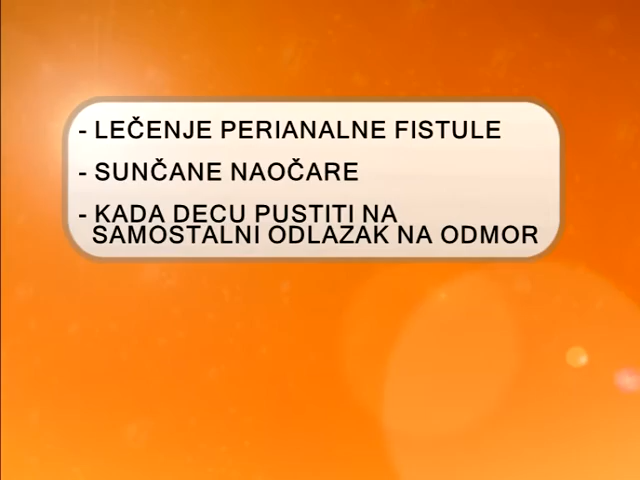 - LEČENJE PERIANALNE FISTULE
- SUNČANE NAOČARE
- KADA DECU PUSTITI NA
SAMOSTALNI ODLAZAK NA ODMOR